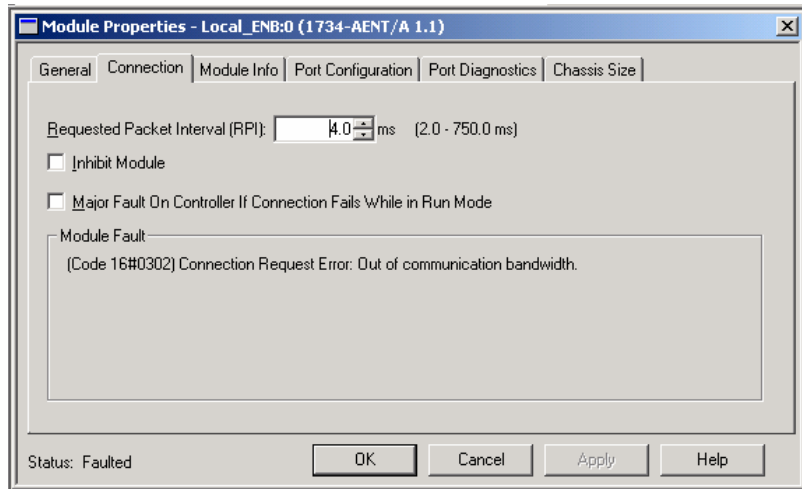 Module Properties - Local_ENB:0 (1734-AENT/A 1.1)
General Connection Module Info Port Configuration Port Diagnostics Chassis Size
Requested Packet Interval (RPI): 4.0 ms (2.0 - 750.0 ms)
Inhibit Module
Major Fault On Controller If Connection Fails While in Run Mode
Module Fault
(Code 16#0302) Connection Request Error: Out of communication bandwidth.
Status: Faulted OK Cancel Apply Help